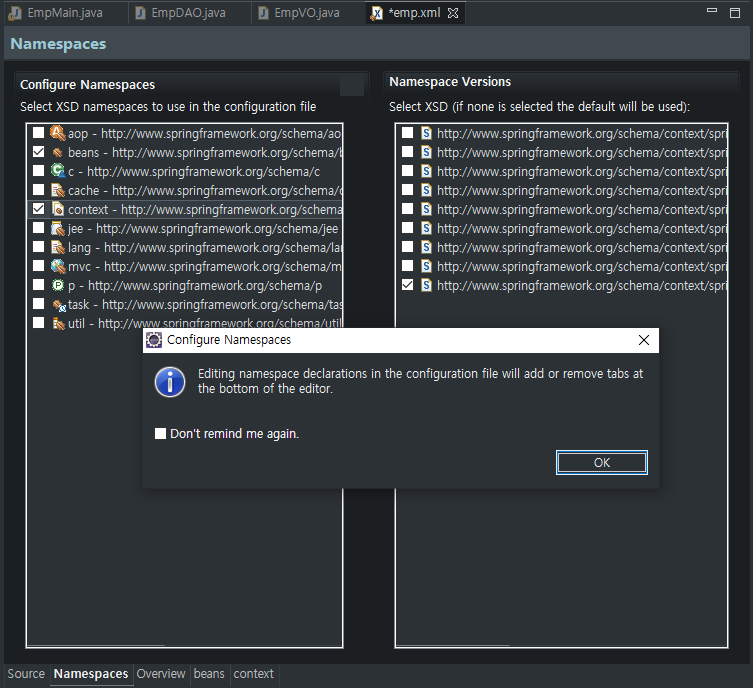 EmpMain.java
EmpDAO.java
EmpVO.java
*emp.xml
Namespaces
Configure Namespaces
Select XSD namespaces to use in the configuration file
aop - http://www.springframework.org/schema/ao
beans - http://www.springframework.org/schema/b
c - http://www.springframework.org/schema/c
cache - http://www.springframework.org/schema/c
context - http://www.springframework.org/schema
jee - http://www.springframework.org/schema/jee
lang - http://www.springframework.org/schema/lan
mvc - http://www.springframework.org/schema/m
p - http://www.springframework.org/schema/p
task - http://www.springframework.org/schema/tas
util - http://www.springframework.org/schema/util
Namespace Versions
Select XSD (if none is selected the default will be used):
http://www.springframework.org/schema/context/spri
http://www.springframework.org/schema/context/spri
http://www.springframework.org/schema/context/spri
http://www.springframework.org/schema/context/spri
http://www.springframework.org/schema/context/spri
http://www.springframework.org/schema/context/spri
http://www.springframework.org/schema/context/spri
http://www.springframework.org/schema/context/spri
http://www.springframework.org/schema/context/spri
Configure Namespaces
Editing namespace declarations in the configuration file will add or remove tabs at
the bottom of the editor.
Don't remind me again.
OK
Source
Namespaces
Overview
beans
context